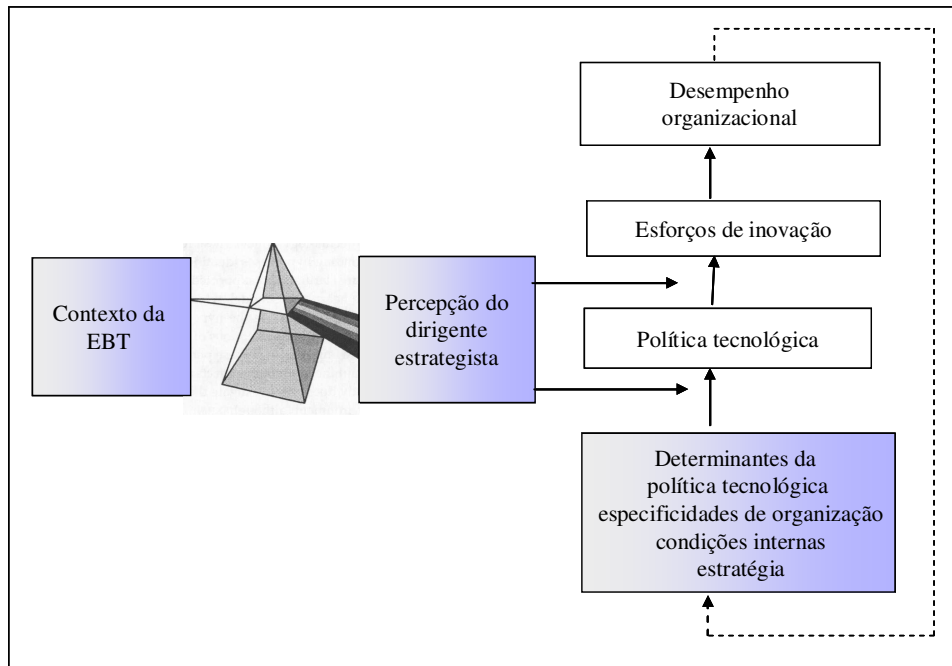 Desempenho
organizacional
Esforços de inovação
Contexto da
EBT
Percepção do
dirigente
estrategista
Política tecnológica
Determinantes da
política tecnológica
especificidades de organização
condições internas
estratégia